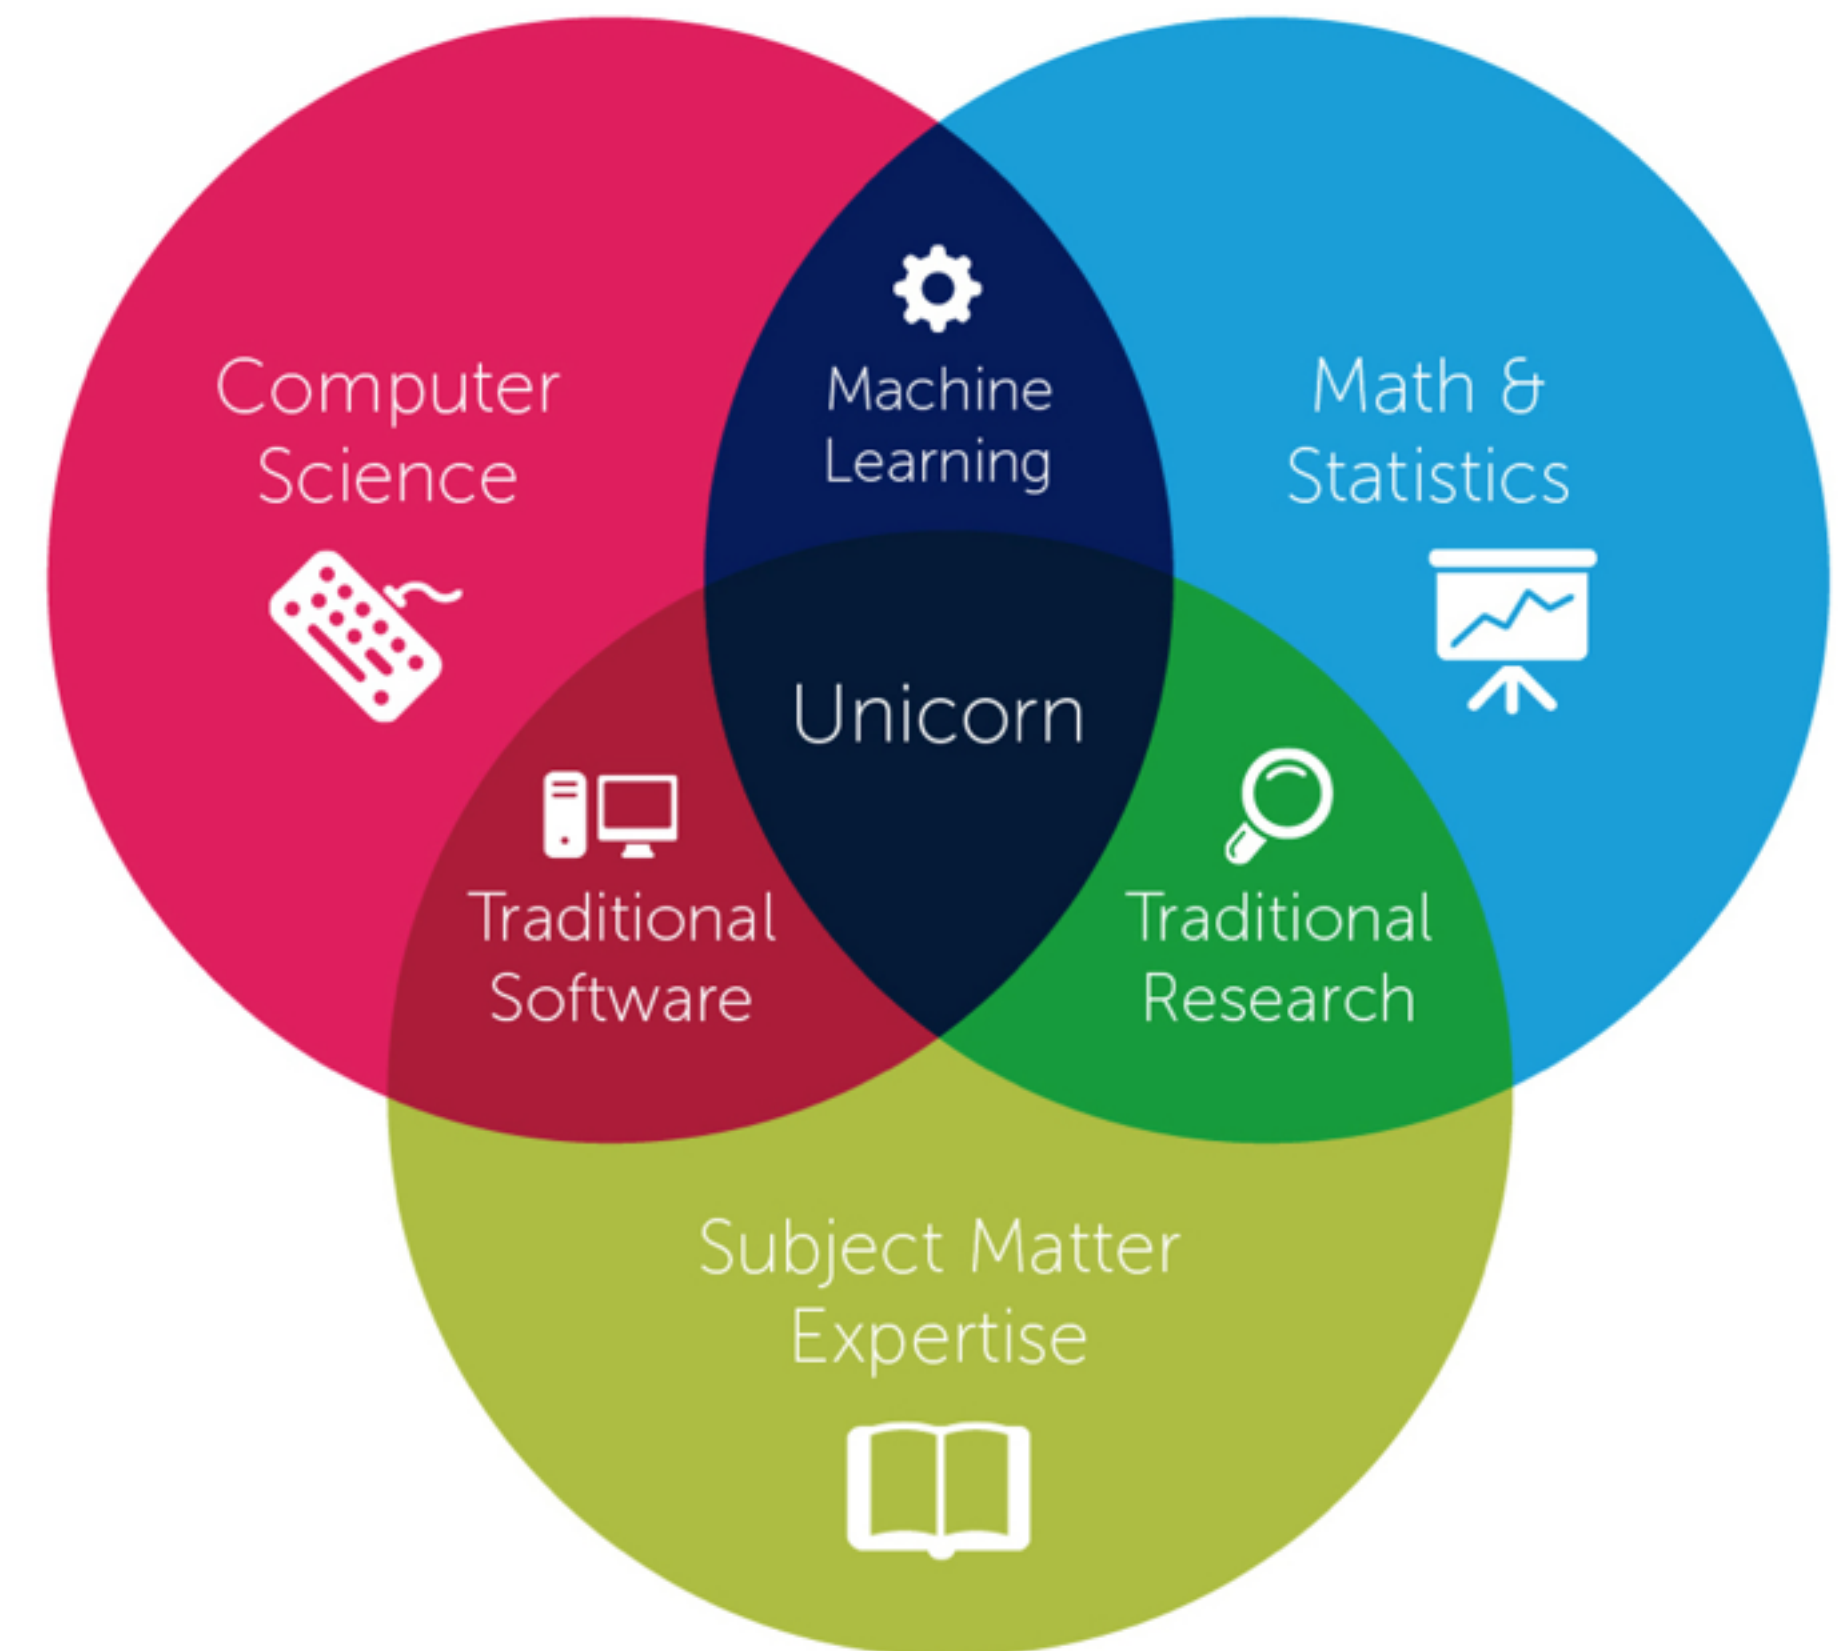 Computer
Science
Machine
Learning
Math &
Statistics
Unicorn
Traditional
Software
Traditional
Research
Subject Matter
Expertise